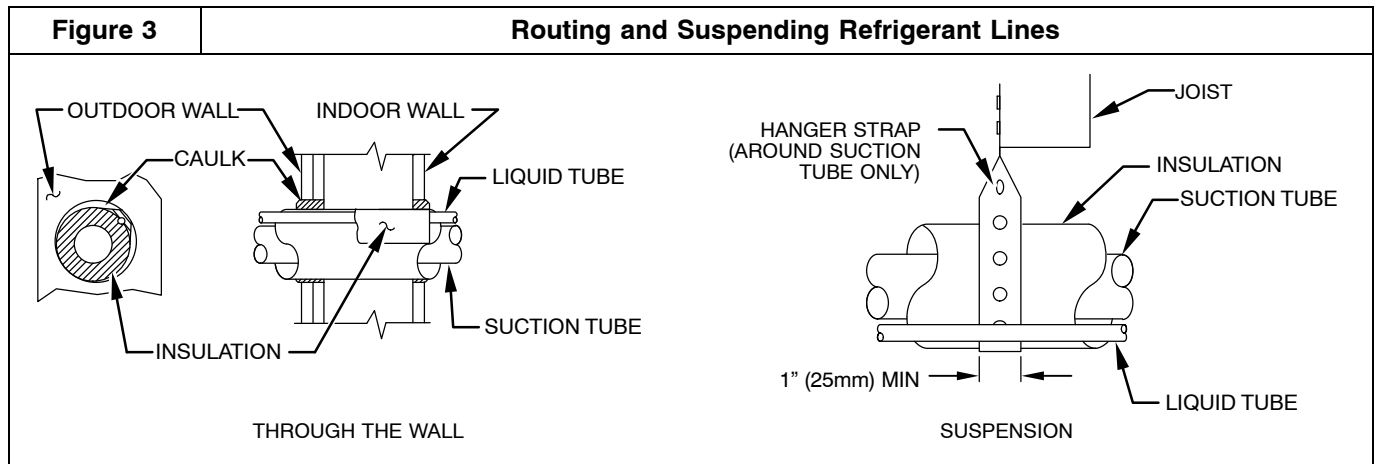 Figure 3
Routing and Suspending Refrigerant Lines
OUTDOOR WALL
INDOOR WALL
CAULK
LIQUID TUBE
SUCTION TUBE
INSULATION
THROUGH THE WALL
JOIST
HANGER STRAP
(AROUND SUCTION
TUBE ONLY)
INSULATION
SUCTION TUBE
1” (25mm) MIN
LIQUID TUBE
SUSPENSION